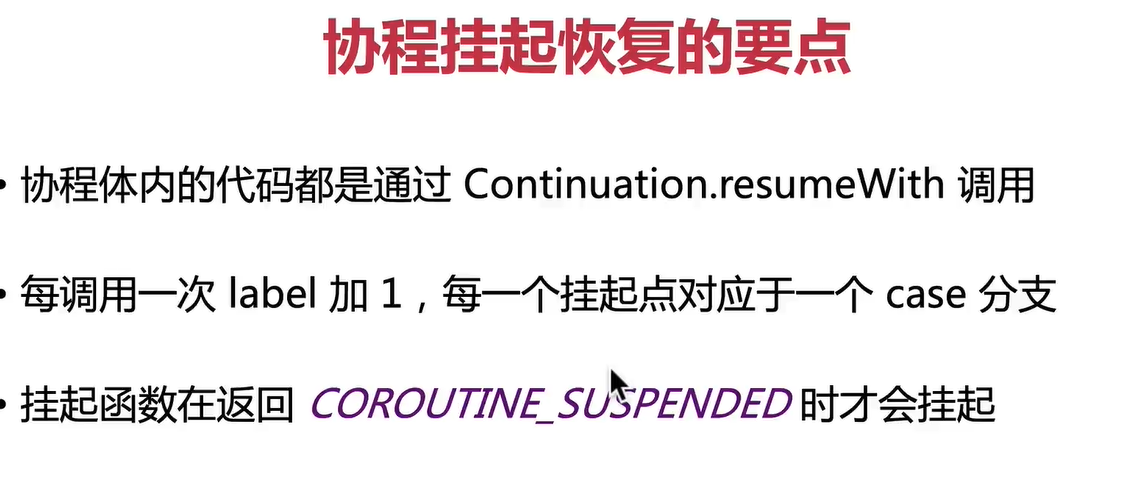 协程挂起恢复的要点
• 协程体内的代码都是通过 Continuation.resumeWith 调用
• 每调用一次 label 加 1，每一个挂起点对应于一个 case 分支
• 挂起函数在返回 COROUTINE_SUSPENDED 时才会挂起